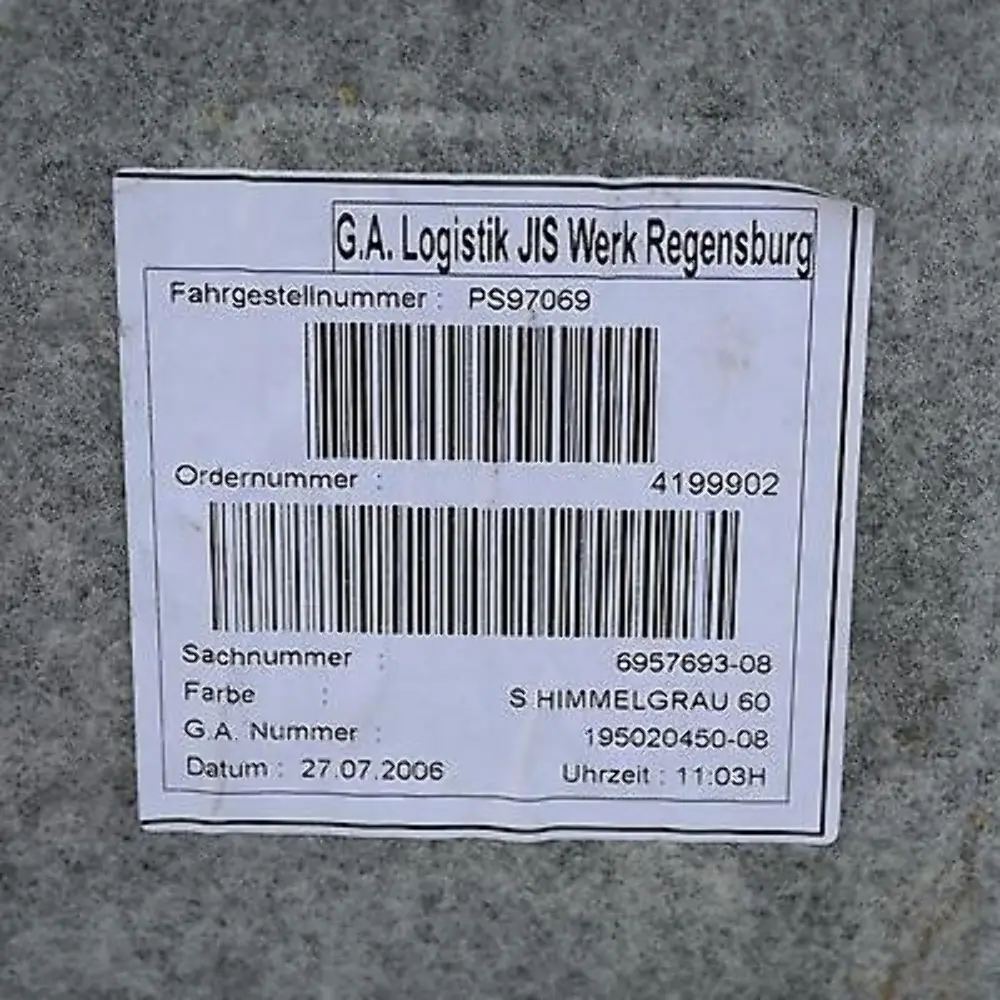 G.A. Logistik JIS Werk Regensburg
Fahrgestellnummer : PS97069
Ordernummer : 4199902
Sachnummer : 6957693-08
Farbe : S HIMMELGRAU 60
G.A. Nummer : 195020450-08
Datum : 27.07.2006 Uhrzeit : 11:03H